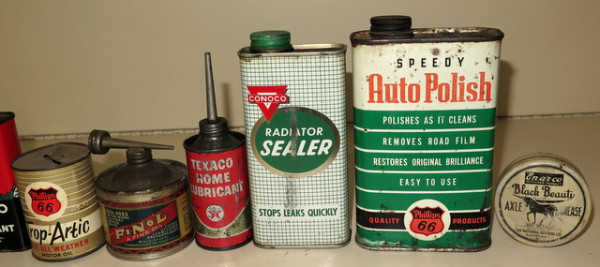 Phillips
66
rop-Artic
ALL WEATHER
MOTOR OIL
FINOL
TEXACO
HOME
LUBRICANT
CONOCO
RADIATOR
SEALER
STOPS LEAKS QUICKLY
SPEEDY
Auto Polish
POLISHES AS IT CLEANS
REMOVES ROAD FILM
RESTORES ORIGINAL BRILLIANCE
EASY TO USE
QUALITY Phillips 66 PRODUCTS
Enarco
Black Beauty
AXLE GREASE